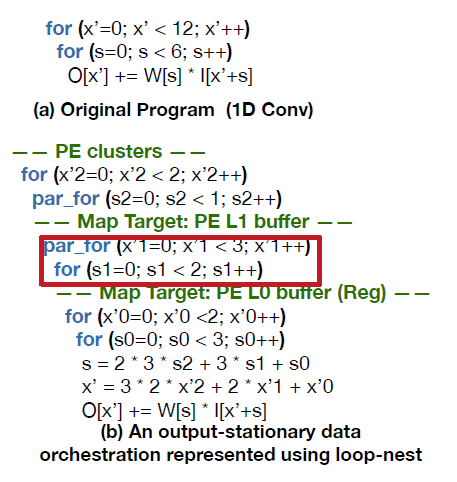 for (x'=0; x' < 12; x'++)
for (s=0; s < 6; s++)
O[x'] += W[s] * I[x'+s]
(a) Original Program (1D Conv)
—— PE clusters ——
for (x'2=0; x'2 < 2; x'2++)
par_for (s2=0; s2 < 1; s2++)
—— Map Target: PE L1 buffer ——
par_for (x'1=0; x'1 < 3; x'1++)
for (s1=0; s1 < 2; s1++)
—— Map Target: PE L0 buffer (Reg) ——
for (x'0=0; x'0 <2; x'0++)
for (s0=0; s0 < 3; s0++)
s = 2 * 3 * s2 + 3 * s1 + s0
x' = 3 * 2 * x'2 + 2 * x'1 + x'0
O[x'] += W[s] * I[x'+s]
(b) An output-stationary data
orchestration represented using loop-nest